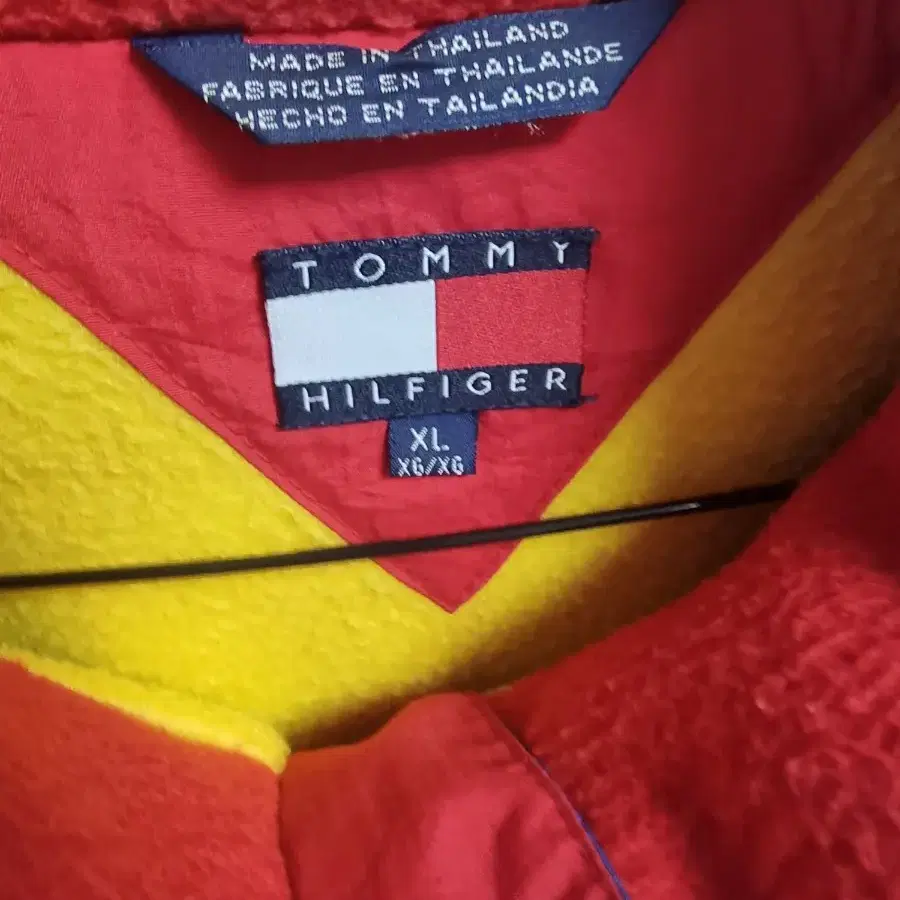 MADE IN THAILAND
FABRIQUE EN THAILANDE
HECHO EN TAILANDIA
TOMMY
HILFIGER
XL
XG/XG